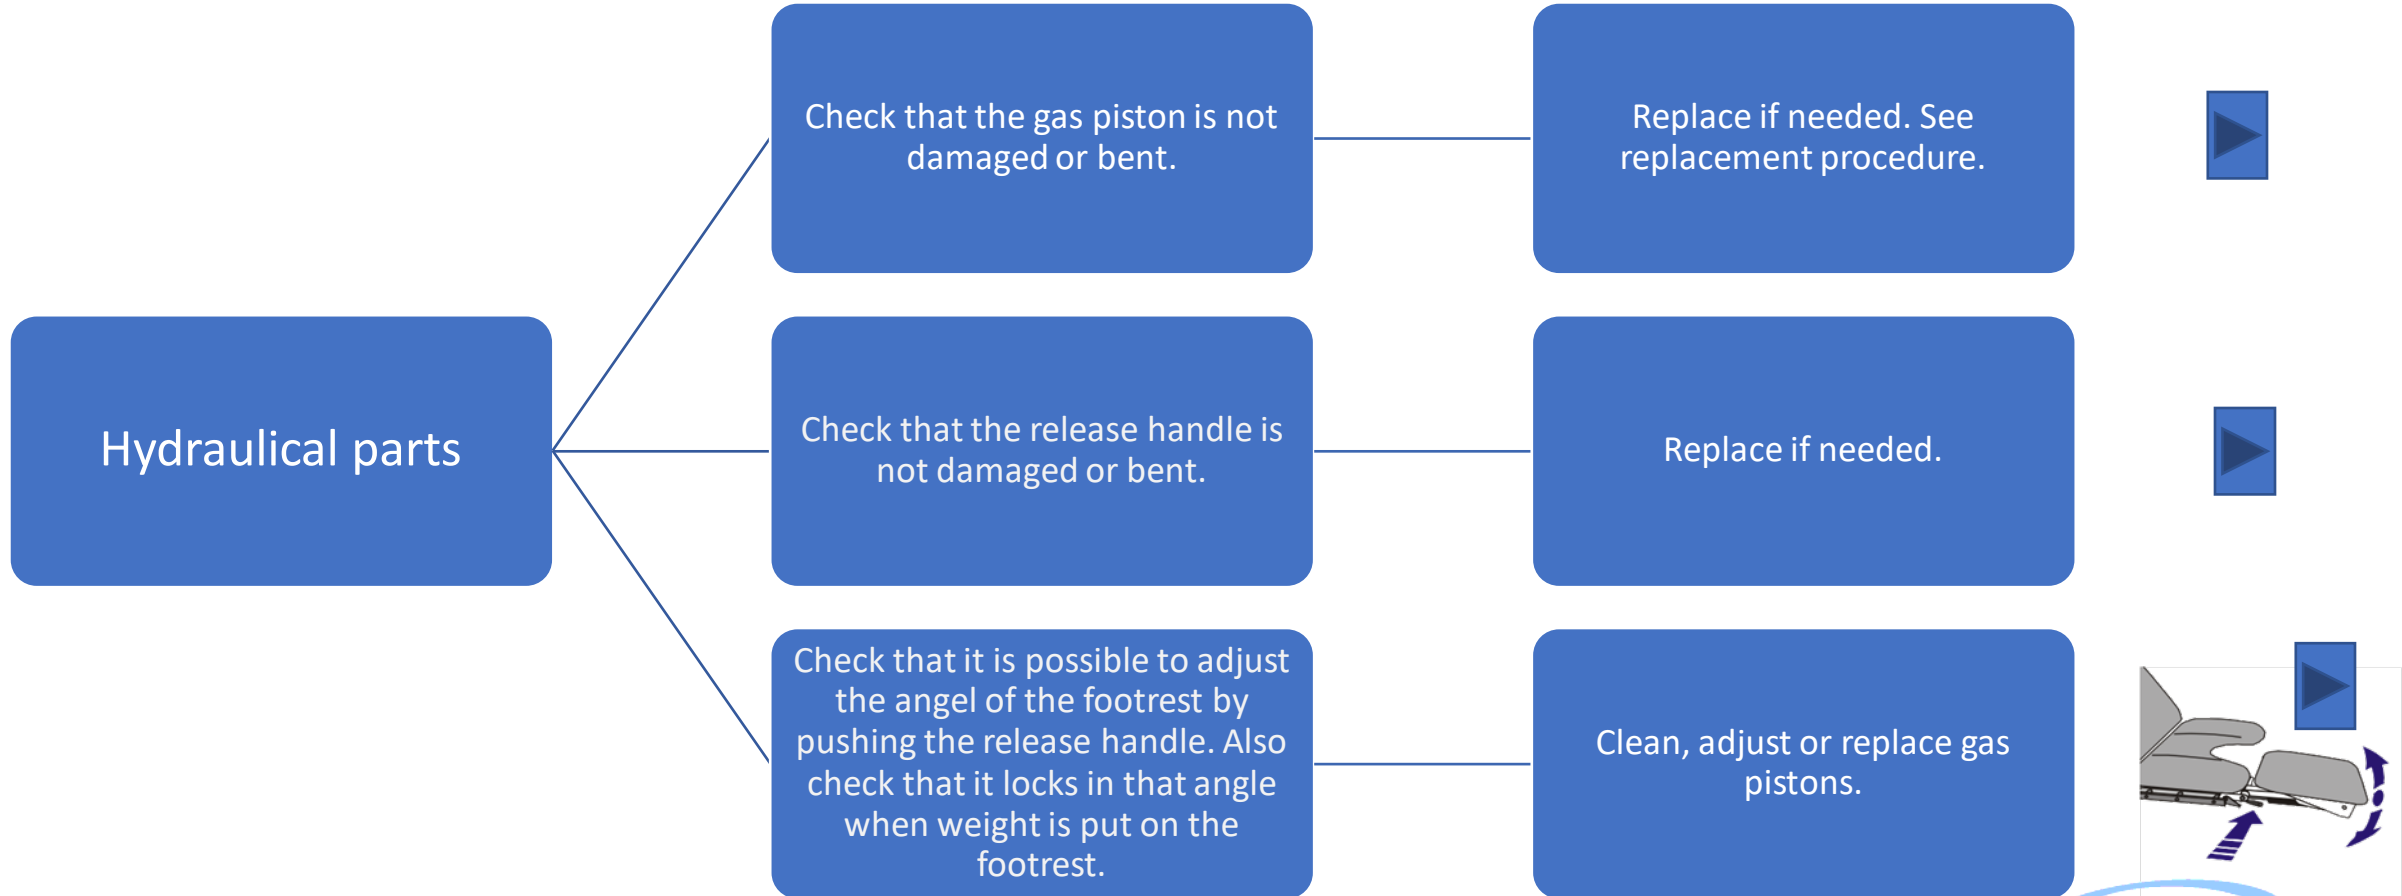 Check that the gas piston is not
damaged or bent.
Replace if needed. See
replacement procedure.
Hydraulical parts
Check that the release handle is
not damaged or bent.
Replace if needed.
Check that it is possible to adjust
the angel of the footrest by
pushing the release handle. Also
check that it locks in that angle
when weight is put on the
footrest.
Clean, adjust or replace gas
pistons.